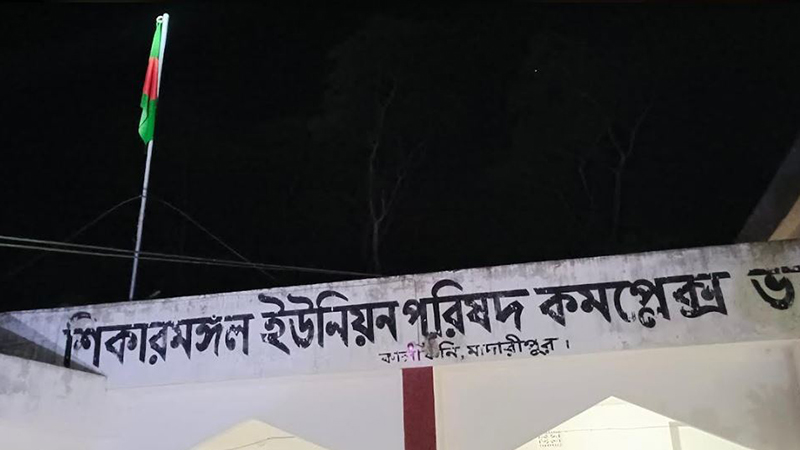 শিকারমঙ্গল ইউনিয়ন পরিষদ কমপ্লেক্স
কালকিনি, মাদারীপুর।